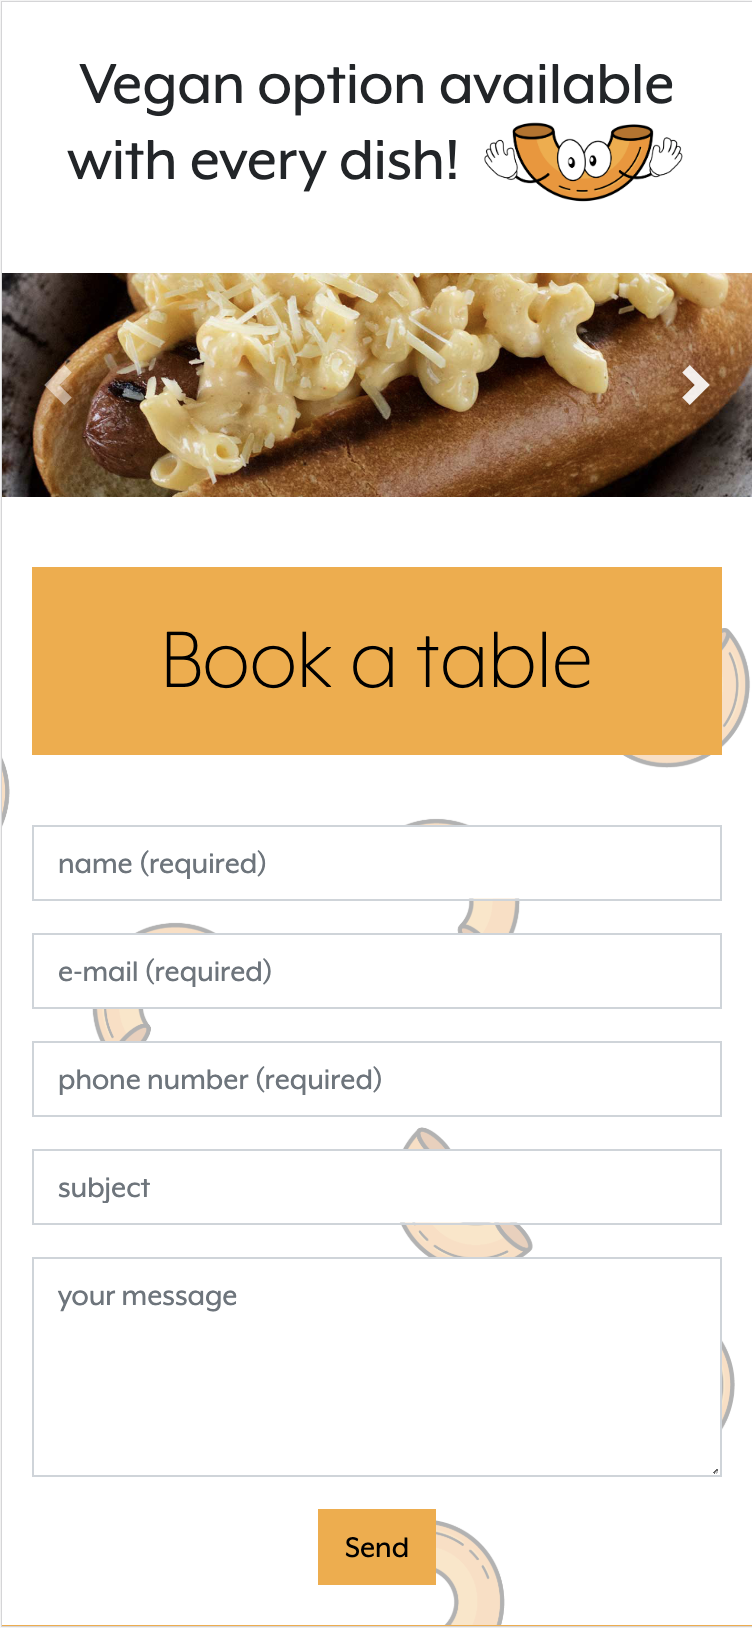 Vegan option available
with every dish!
Book a table
name (required)
e-mail (required)
phone number (required)
subject
your message
Send